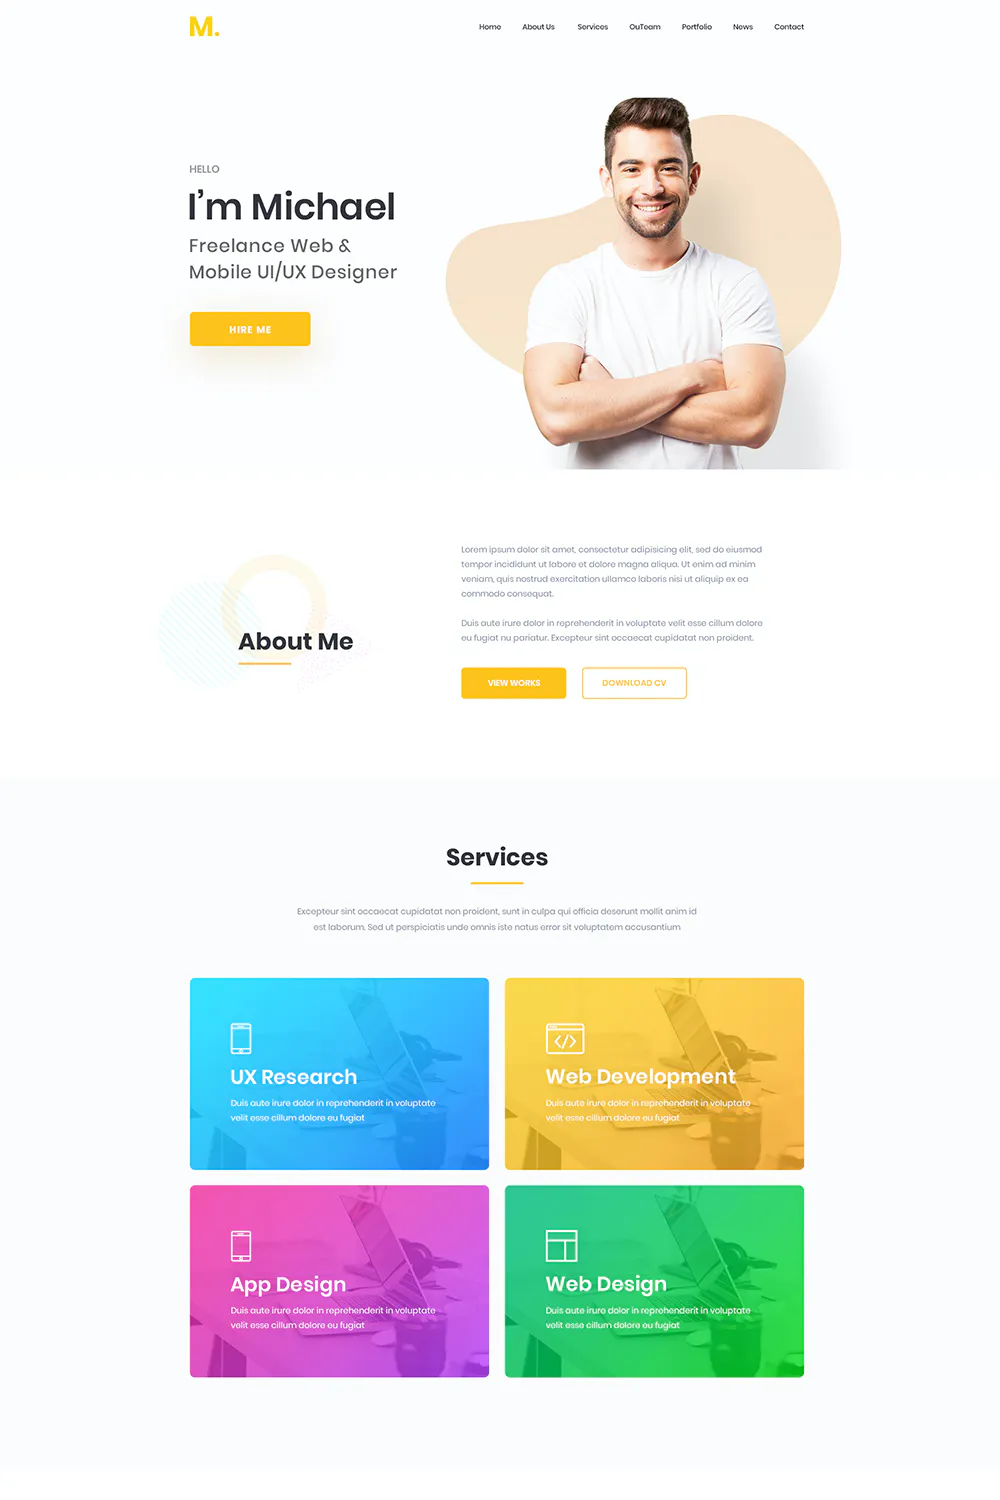 M.
Home About Us Services OuTeam Portfolio News Contact
HELLO
I'm Michael
Freelance Web &
Mobile UI/UX Designer
HIRE ME
About Me
Lorem ipsum dolor sit amet, consectetur adipisicing elit, sed do eiusmod
tempor incididunt ut labore et dolore magna aliqua. Ut enim ad minim
veniam, quis nostrud exercitation ullamco laboris nisi ut aliquip ex ea
commodo consequat.
Duis aute irure dolor in reprehenderit in voluptate velit esse cillum dolore
eu fugiat nu pariatur. Excepteur sint occaecat cupidatat non proident.
VIEW WORKS
DOWNLOAD CV
Services
Excepteur sint occaecat cupidatat non proident, sunt in culpa qui officia deserunt mollit anim id
est laborum. Sed ut perspiciatis unde omnis iste natus error sit voluptatem accusantium
UX Research
Duis aute irure dolor in reprehenderit in voluptate
velit esse cillum dolore eu fugiat
Web Development
Duis aute irure dolor in reprehenderit in voluptate
velit esse cillum dolore eu fugiat
App Design
Duis aute irure dolor in reprehenderit in voluptate
velit esse cillum dolore eu fugiat
Web Design
Duis aute irure dolor in reprehenderit in voluptate
velit esse cillum dolore eu fugiat